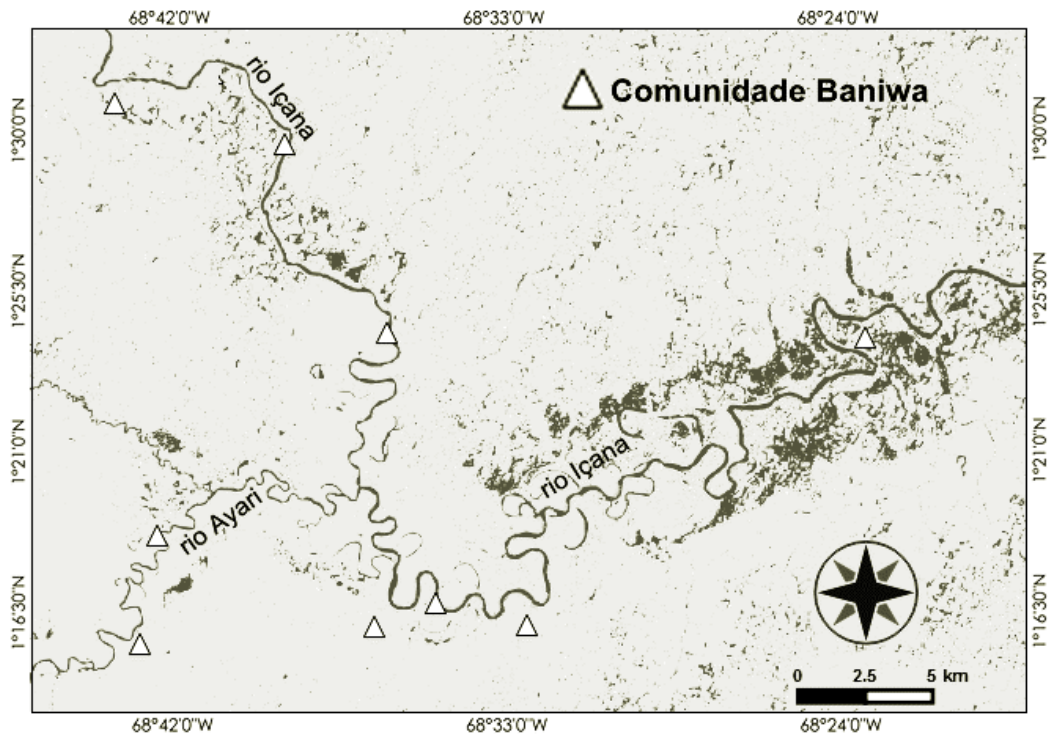 68°42'0"W 68°33'0"W 68°24'0"W
rio Içana
Comunidade Baniwa
1°30'0"N 1°30'0"N
1°25'30"N 1°25'30"N
1°21'0"N 1°21'0"N
rio Içana
rio Ayari
1°16'30"N 1°16'30"N
0 2.5 5 km
68°42'0"W 68°33'0"W 68°24'0"W